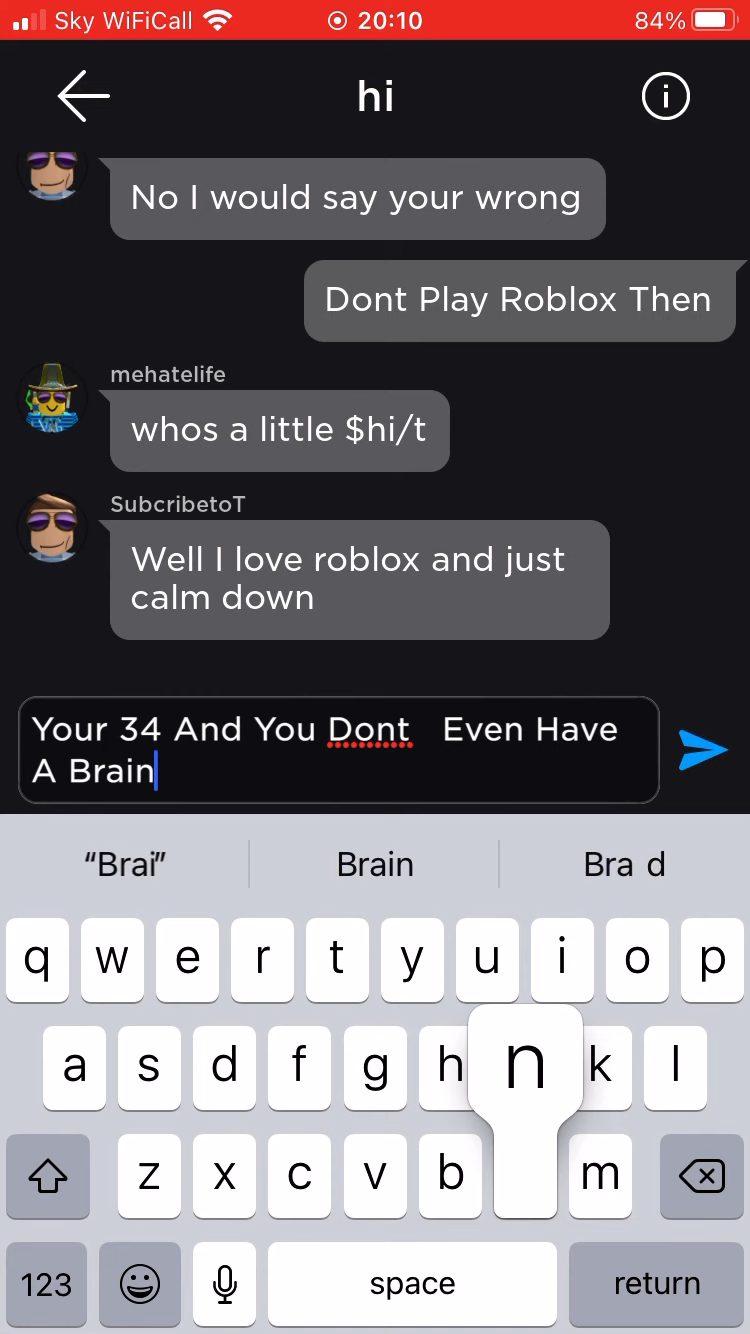 Sky WiFiCall 20:10 84%
hi
No I would say your wrong
Dont Play Roblox Then
mehatelife
whos a little $hi/t
SubcribetoT
Well I love roblox and just
calm down
Your 34 And You Dont Even Have
A Brain
“Brai” Brain Bra d
q w e r t y u i o p
a s d f g h n k l
z x c v b m
123 space return